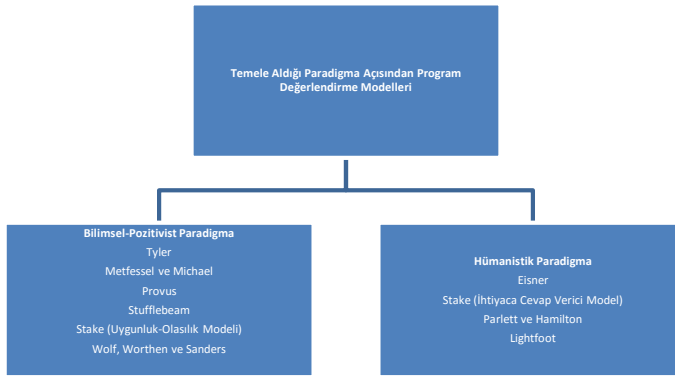 Temele Aldığı Paradigma Açısından Program
Değerlendirme Modelleri
Bilimsel-Pozitivist Paradigma
Tyler
Metfessel ve Michael
Provus
Stufflebeam
Stake (Uygunluk-Olasılık Modeli)
Wolf, Worthen ve Sanders
Hümanistik Paradigma
Eisner
Stake (İhtiyaca Cevap Verici Model)
Parlett ve Hamilton
Lightfoot